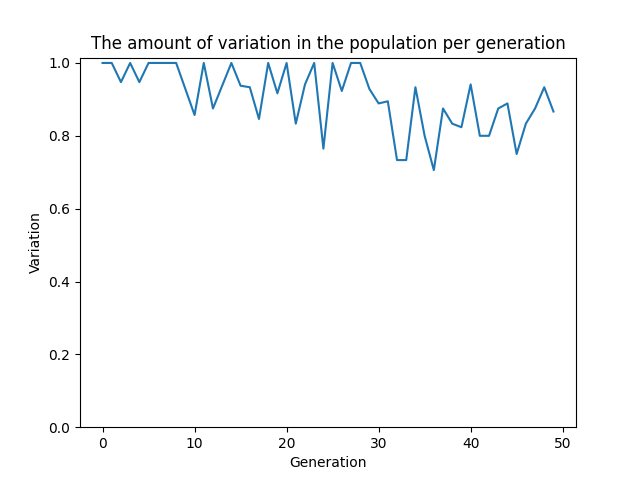 The amount of variation in the population per generation
1.0
0.8
0.6
0.4
0.2
0.0
Variation
0 10 20 30 40 50
Generation